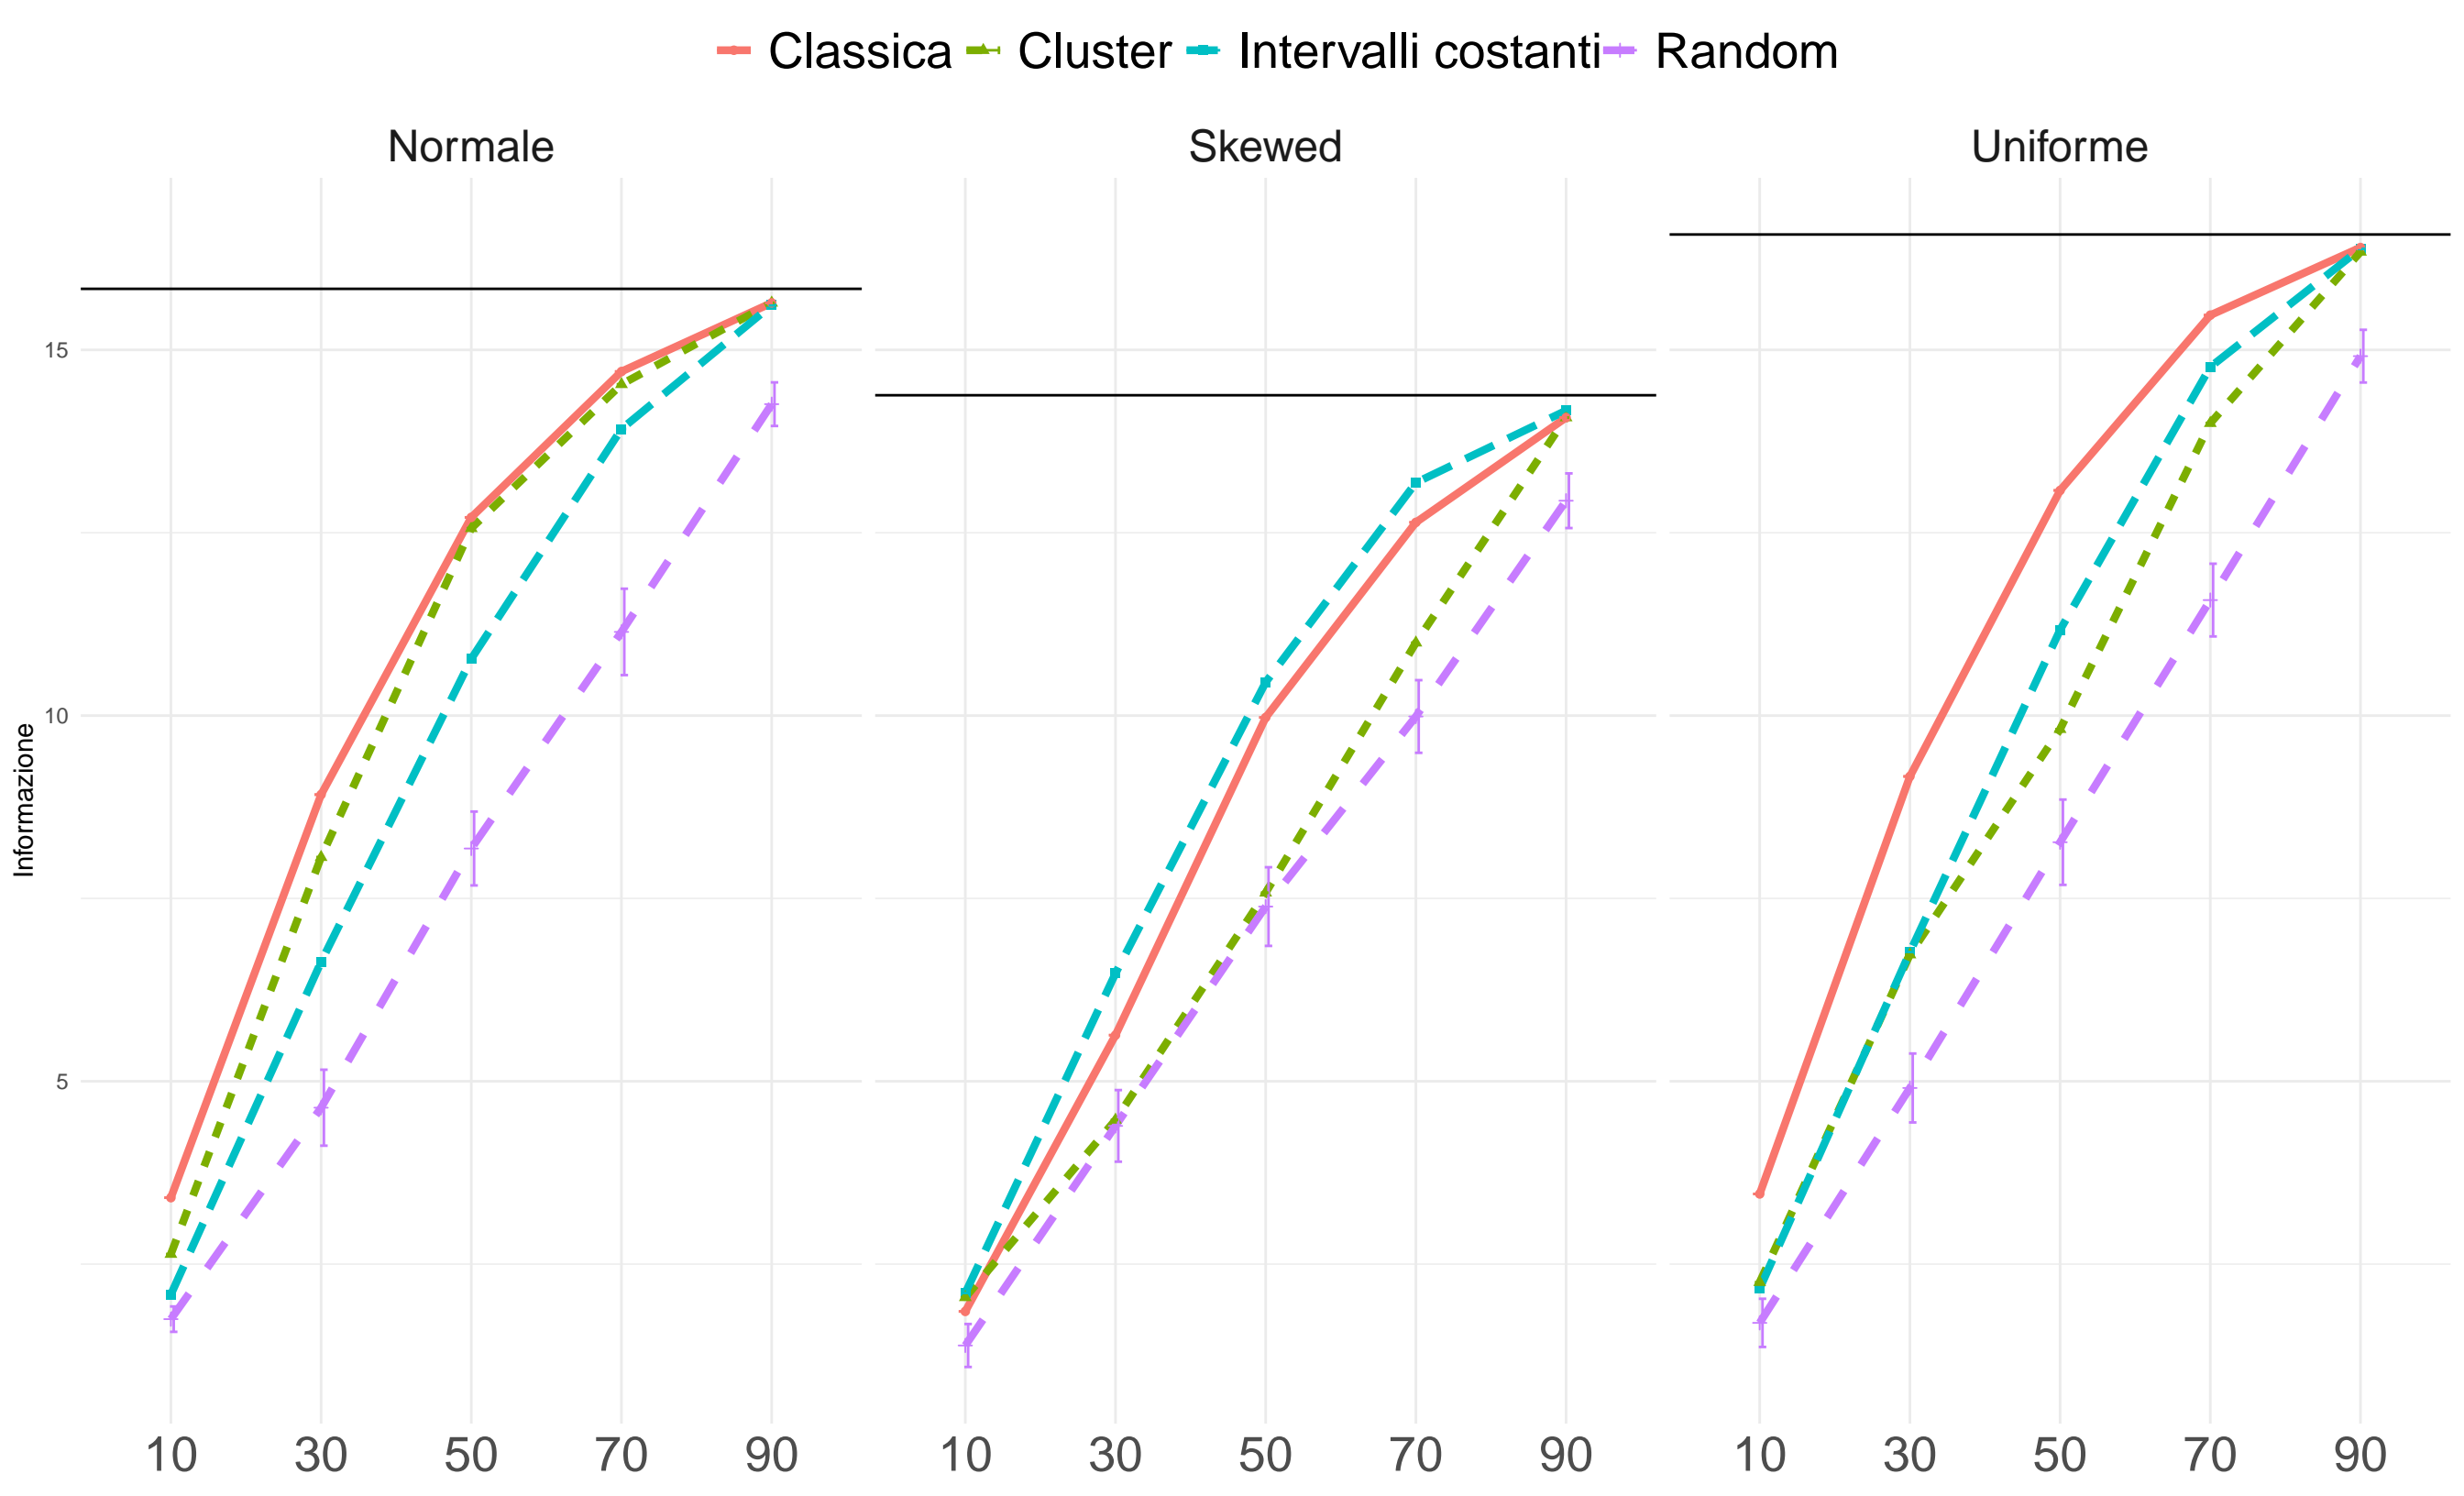 Classica Cluster Intervalli costanti Random
Normale Skewed Uniforme
15
10
5
Informazione
10 30 50 70 90 10 30 50 70 90 10 30 50 70 90